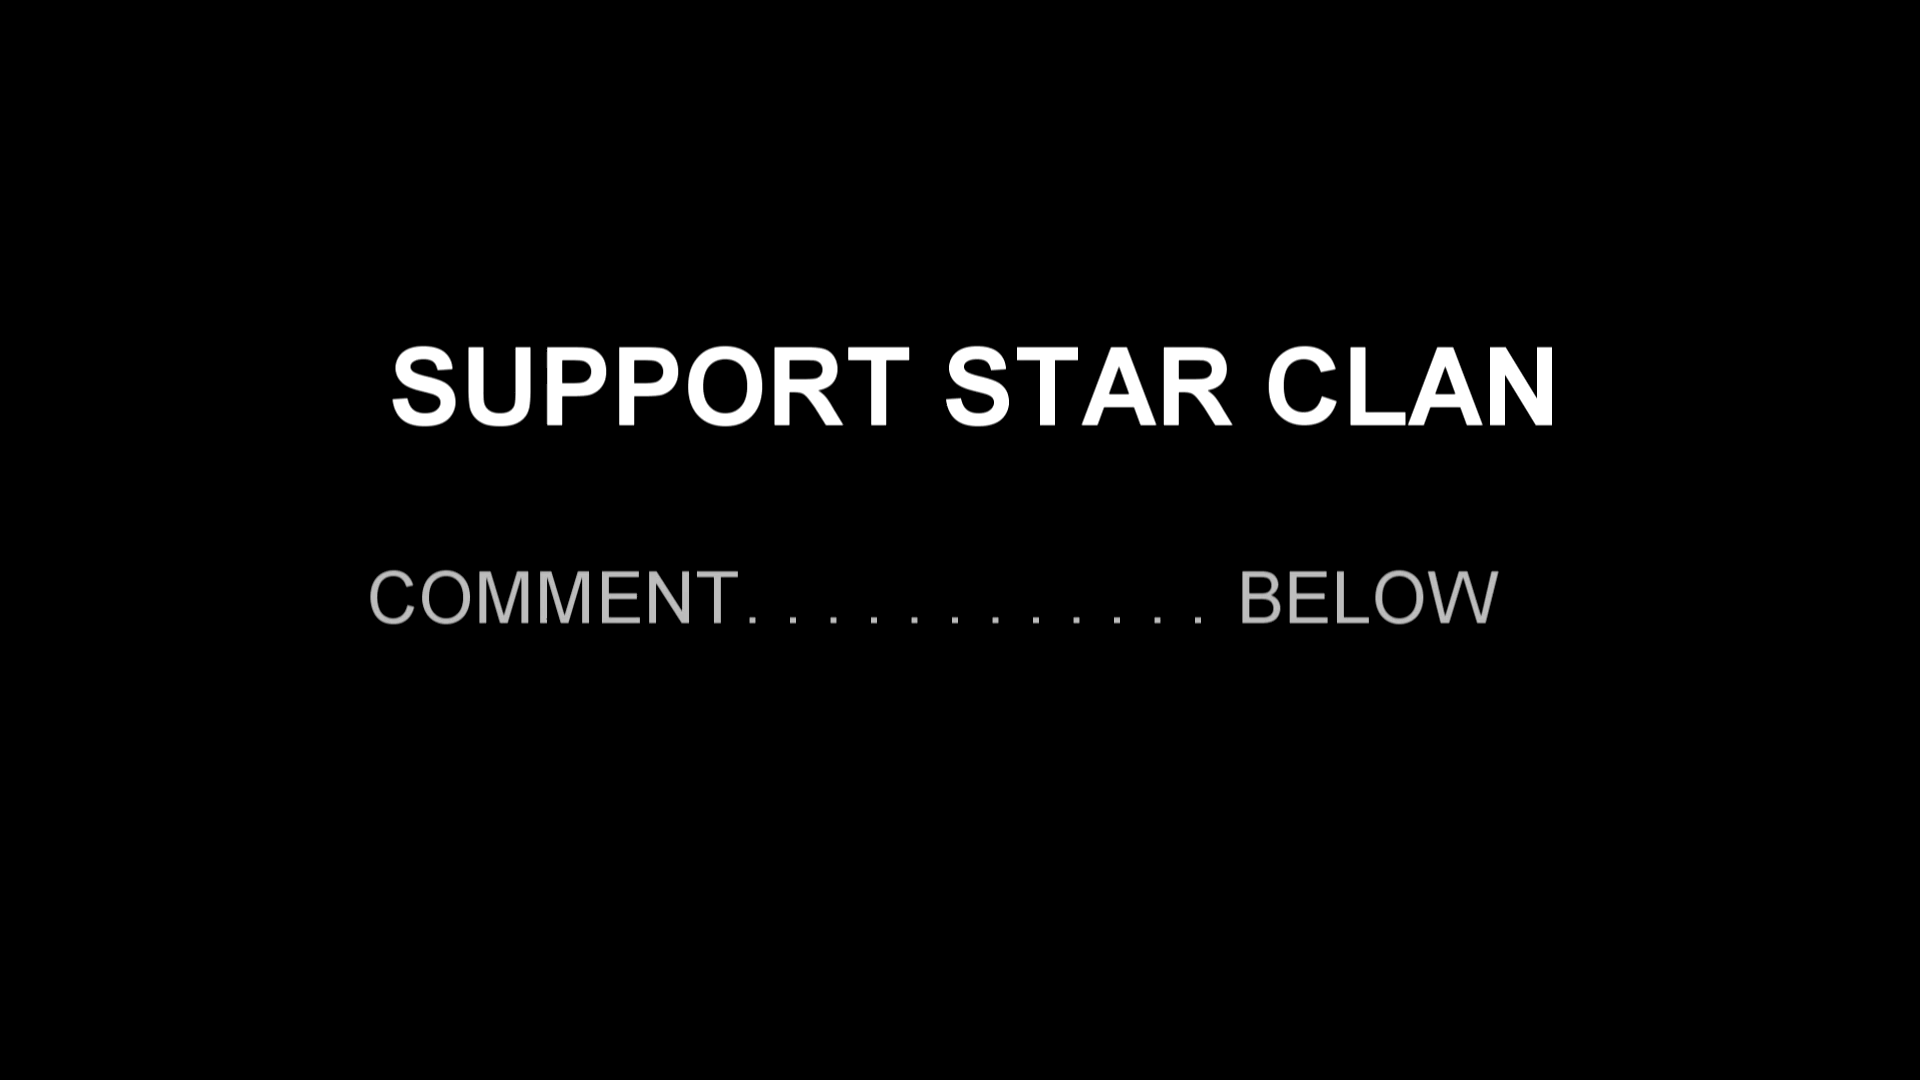 SUPPORT STAR CLAN
COMMENT. . . . . . . . . . . . BELOW